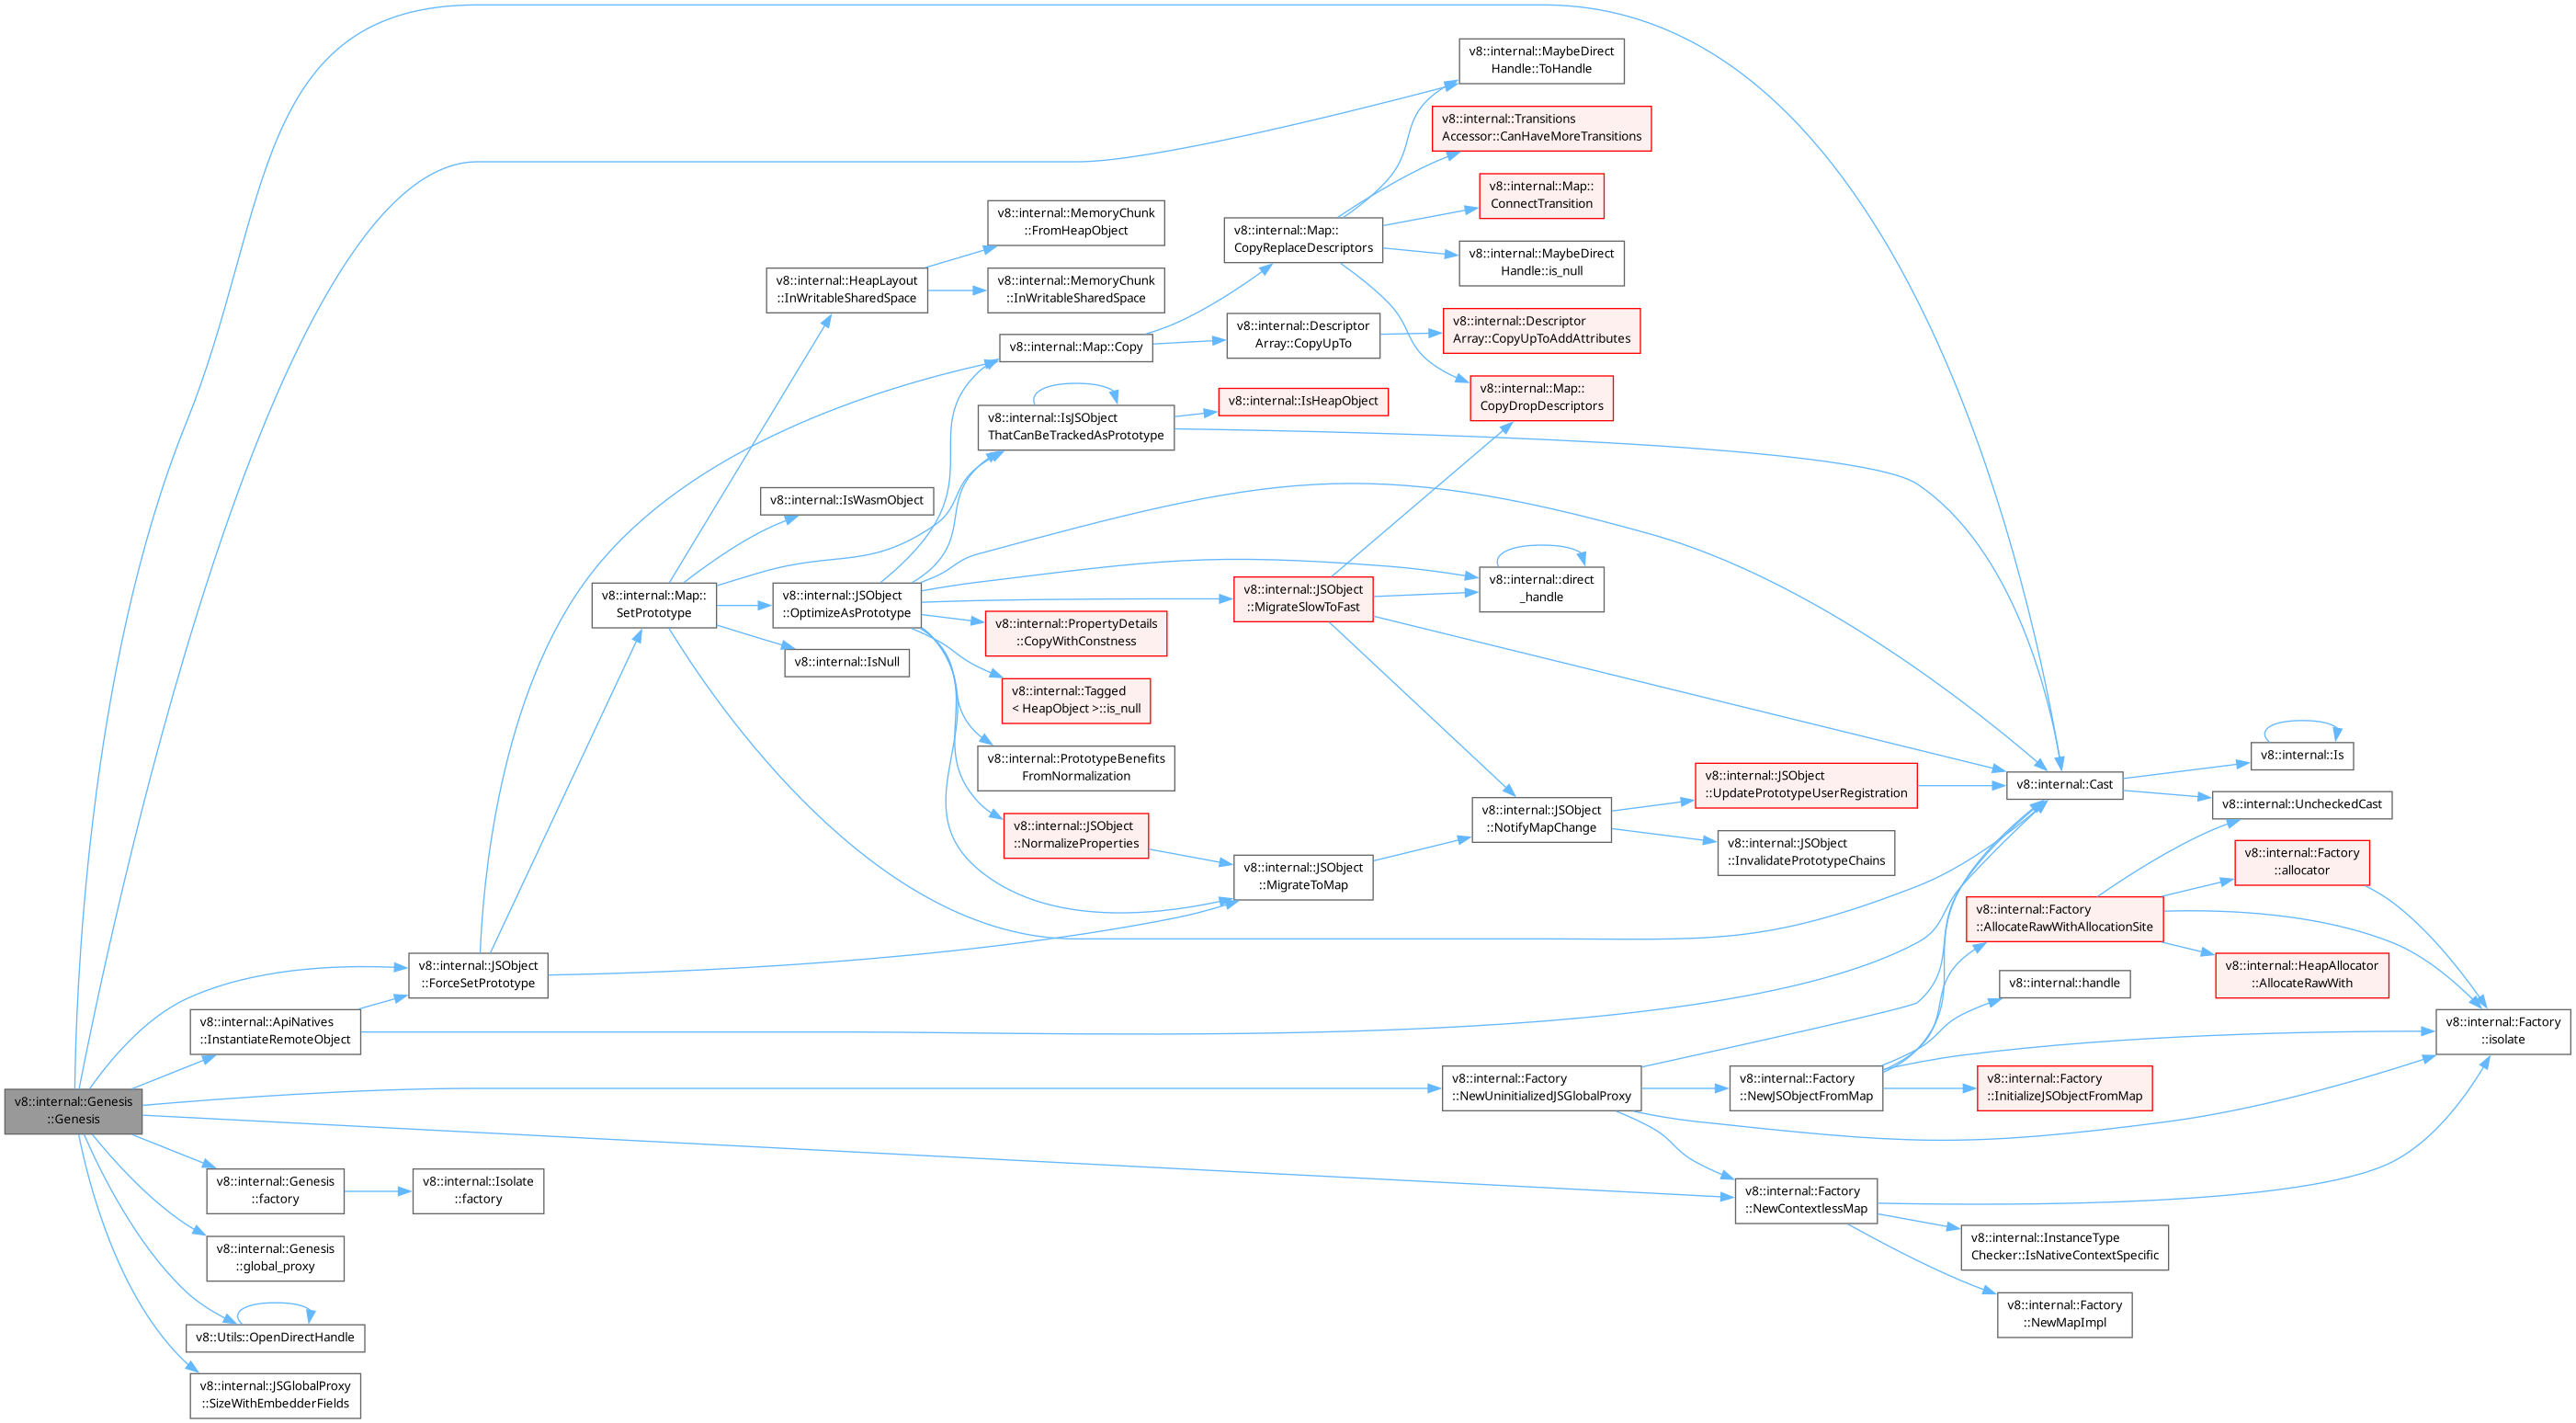 v8::internal::MaybeDirect
Handle::ToHandle
v8::internal::Transitions
Accessor::CanHaveMoreTransitions
v8::internal::Map::
ConnectTransition
v8::internal::MemoryChunk
::FromHeapObject
v8::internal::Map::
CopyReplaceDescriptors
v8::internal::MaybeDirect
Handle::is_null
v8::internal::HeapLayout
::InWritableSharedSpace
v8::internal::MemoryChunk
::InWritableSharedSpace
v8::internal::Map::Copy
v8::internal::Descriptor
Array::CopyUpTo
v8::internal::Descriptor
Array::CopyUpToAddAttributes
v8::internal::IsJSObject
ThatCanBeTrackedAsPrototype
v8::internal::IsHeapObject
v8::internal::Map::
CopyDropDescriptors
v8::internal::IsWasmObject
v8::internal::Map::
SetPrototype
v8::internal::JSObject
::OptimizeAsPrototype
v8::internal::JSObject
::MigrateSlowToFast
v8::internal::direct
_handle
v8::internal::PropertyDetails
::CopyWithConstness
v8::internal::IsNull
v8::internal::Tagged
< HeapObject >::is_null
v8::internal::PrototypeBenefits
FromNormalization
v8::internal::JSObject
::NormalizeProperties
v8::internal::JSObject
::MigrateToMap
v8::internal::JSObject
::NotifyMapChange
v8::internal::JSObject
::UpdatePrototypeUserRegistration
v8::internal::JSObject
::InvalidatePrototypeChains
v8::internal::Cast
v8::internal::Is
v8::internal::UncheckedCast
v8::internal::Factory
::allocator
v8::internal::Factory
::AllocateRawWithAllocationSite
v8::internal::HeapAllocator
::AllocateRawWith
v8::internal::handle
v8::internal::Factory
::isolate
v8::internal::JSObject
::ForceSetPrototype
v8::internal::ApiNatives
::InstantiateRemoteObject
v8::internal::Genesis
::Genesis
v8::internal::Factory
::NewUninitializedJSGlobalProxy
v8::internal::Factory
::NewJSObjectFromMap
v8::internal::Factory
::InitializeJSObjectFromMap
v8::internal::Genesis
::factory
v8::internal::Isolate
::factory
v8::internal::Factory
::NewContextlessMap
v8::internal::InstanceType
Checker::IsNativeContextSpecific
v8::internal::Genesis
::global_proxy
v8::internal::Factory
::NewMapImpl
v8::Utils::OpenDirectHandle
v8::internal::JSGlobalProxy
::SizeWithEmbedderFields